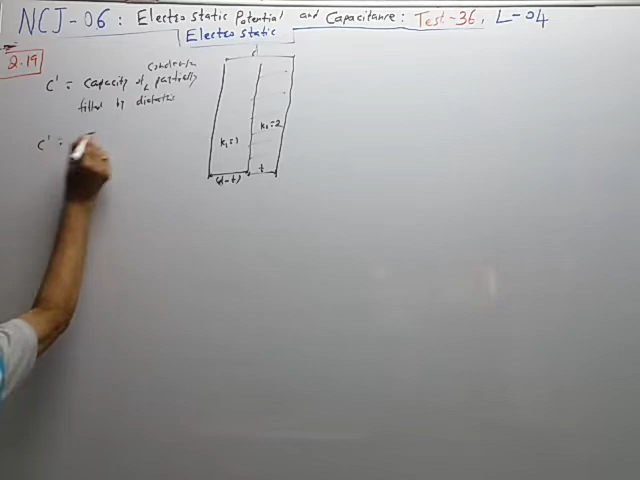 NCJ-06: Electrostatic Potential and Capacitance: Test-36, L-04
Electrostatic
2.19
C' = capacity of partially
filled by dielectric
C' =
d
K₁=1
K₂=2
(d-t)
t